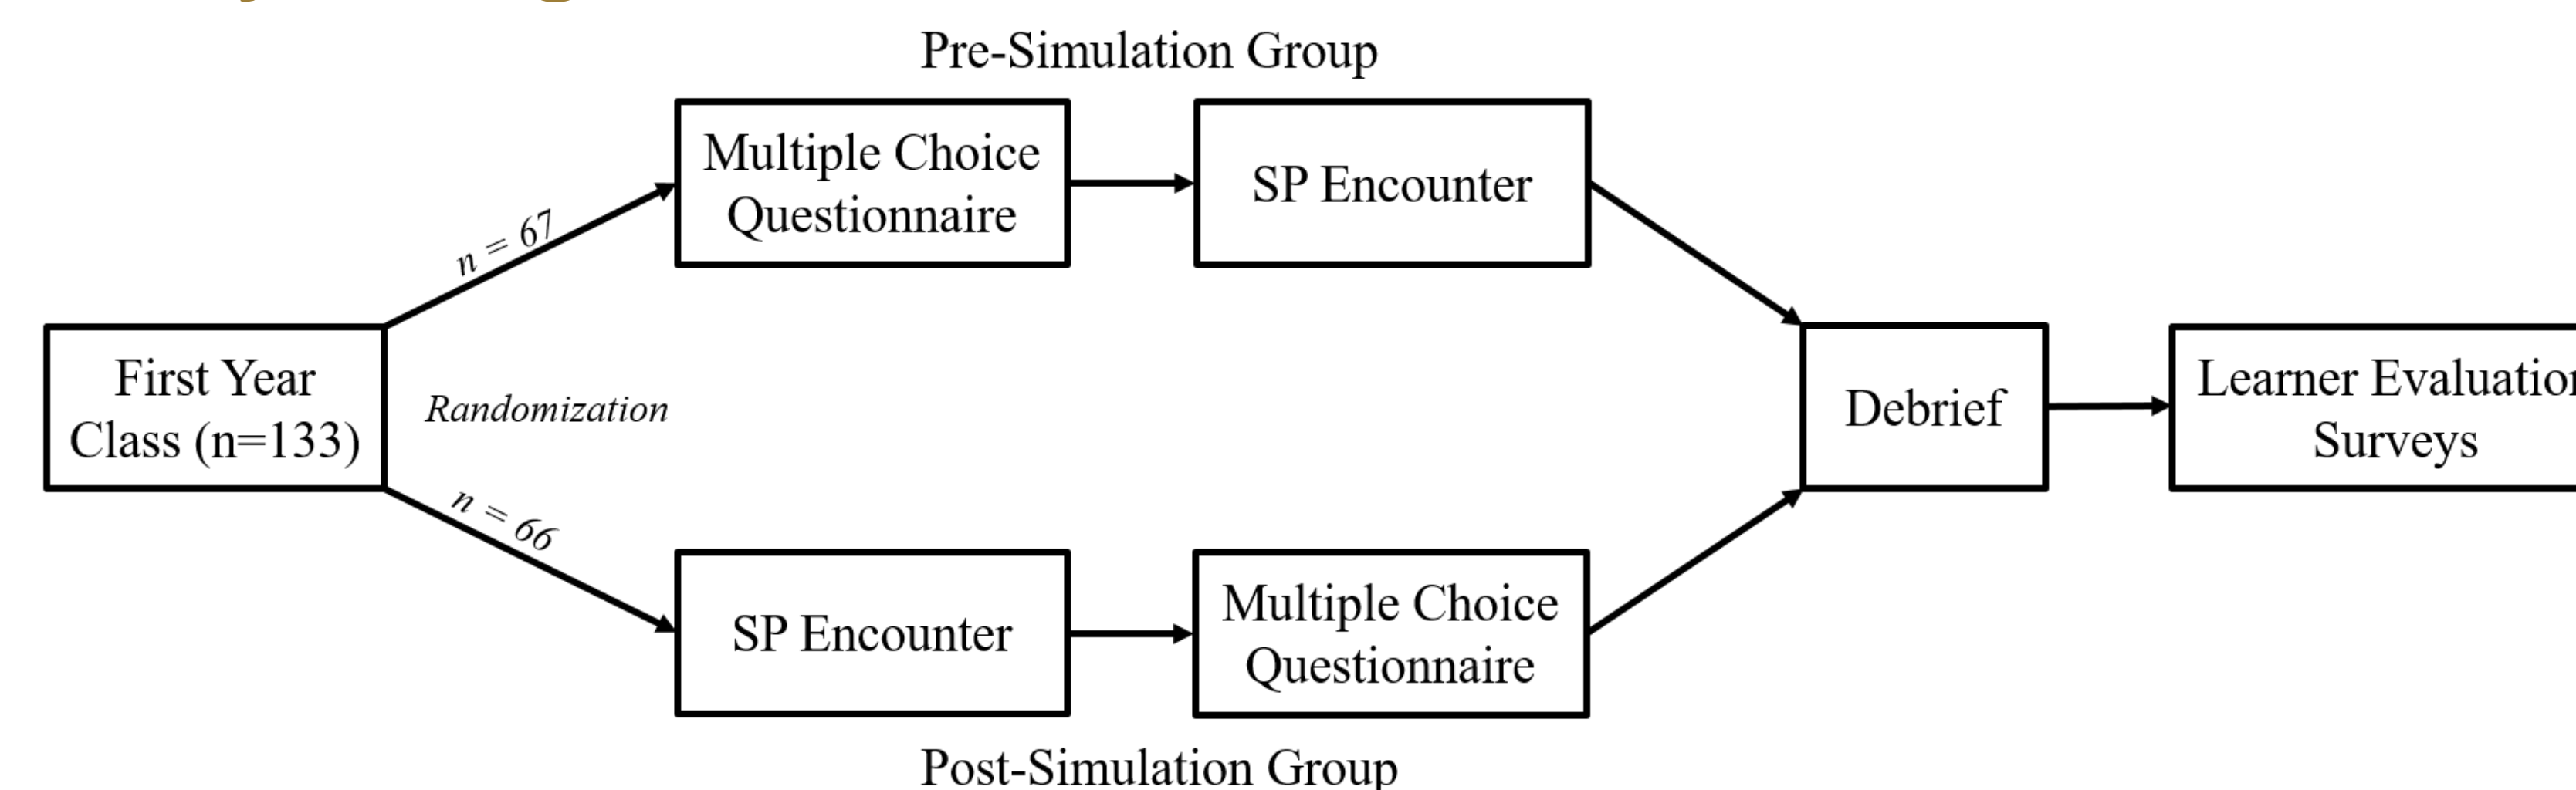 Pre-Simulation Group
Multiple Choice
Questionnaire
SP Encounter
n = 67
First Year
Class (n=133)
Randomization
Debrief
Learner Evaluation
Surveys
n = 66
SP Encounter
Multiple Choice
Questionnaire
Post-Simulation Group